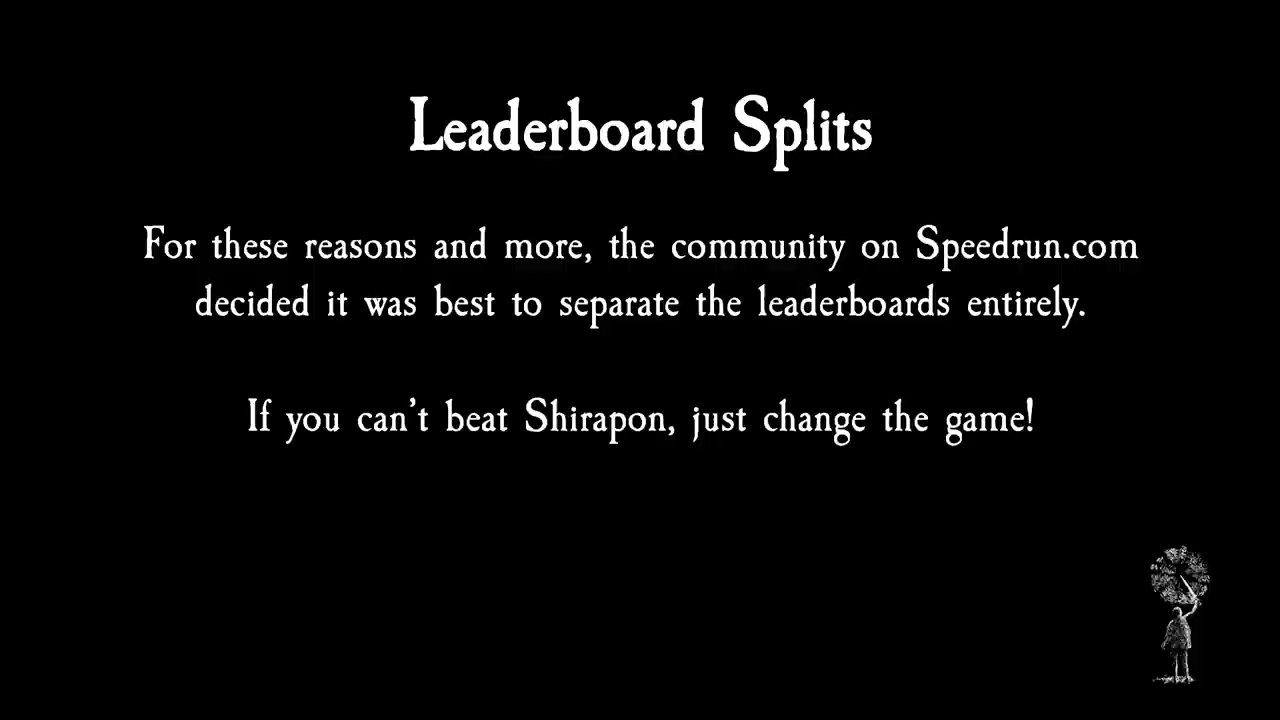 Leaderboard Splits
For these reasons and more, the community on Speedrun.com
decided it was best to separate the leaderboards entirely.
If you can't beat Shirapon, just change the game!